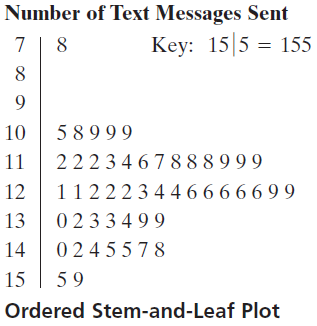 Number of Text Messages Sent
7 | 8 Key: 15|5 = 155
8 |
9 |
10 | 5 8 9 9 9
11 | 2 2 2 3 4 6 7 8 8 8 9 9 9
12 | 1 1 2 2 2 3 4 4 6 6 6 6 9 9
13 | 0 2 3 3 4 9 9
14 | 0 2 4 5 5 7 8
15 | 5 9
Ordered Stem-and-Leaf Plot